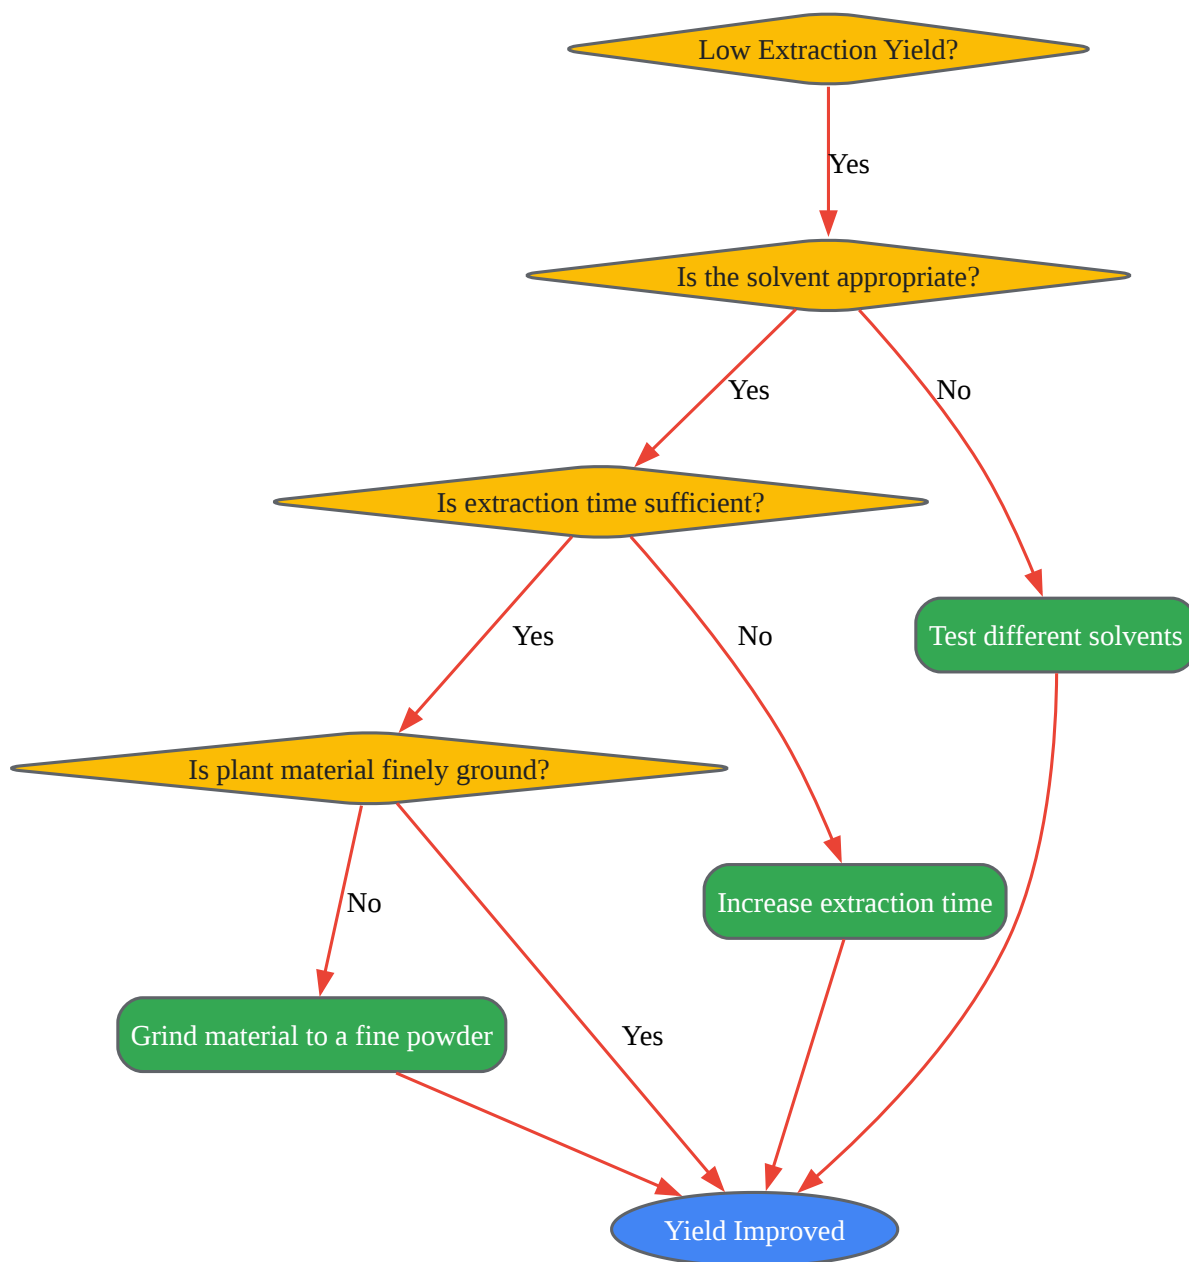 Low Extraction Yield?
Yes
Is the solvent appropriate?
Yes
No
Is extraction time sufficient?
Yes
No
Test different solvents
Is plant material finely ground?
No
Increase extraction time
Grind material to a fine powder
Yes
Yield Improved